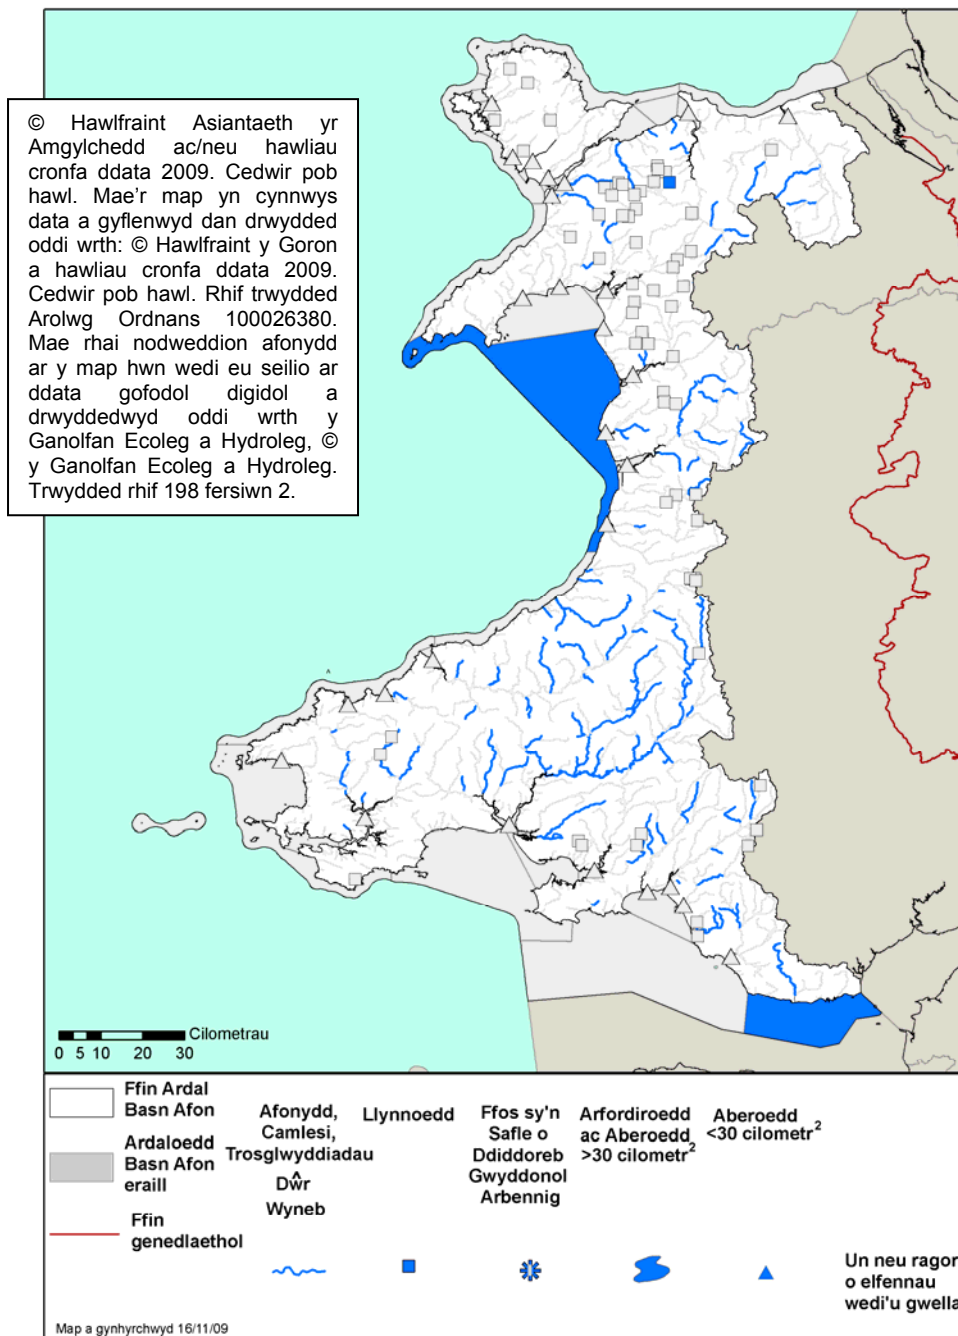 © Hawlfraint Asiantaeth yr
Amgylchedd ac/neu hawliau
cronfa ddata 2009. Cedwir pob
hawl. Mae'r map yn cynnwys
data a gyflenwyd dan drwydded
oddi wrth: © Hawlfraint y Goron
a hawliau cronfa ddata 2009.
Cedwir pob hawl. Rhif trwydded
Arolwg Ordnans 100026380.
Mae rhai nodweddion afonydd
ar y map hwn wedi eu seilio ar
ddata gofodol digidol a
drwyddedwyd oddi wrth y
Ganolfan Ecoleg a Hydroleg, ©
y Ganolfan Ecoleg a Hydroleg.
Trwydded rhif 198 fersiwn 2.
Cilometrau
0 5 10 20 30
Ffin Ardal
Basn Afon
Ardaloedd
Basn Afon
eraill
Ffin
genedlaethol
Afonydd,
Camlesi,
Trosglwyddiadau
Dŵr
Wyneb
Llynnoedd
Ffos sy'n
Safle o
Ddiddoreb
Gwyddonol
Arbennig
Arfordiroedd
ac Aberoedd
>30 cilometr²
Aberoedd
<30 cilometr²
Un neu ragor
o elfennau
wedi'u gwella
Map a gynhyrchwyd 16/11/09